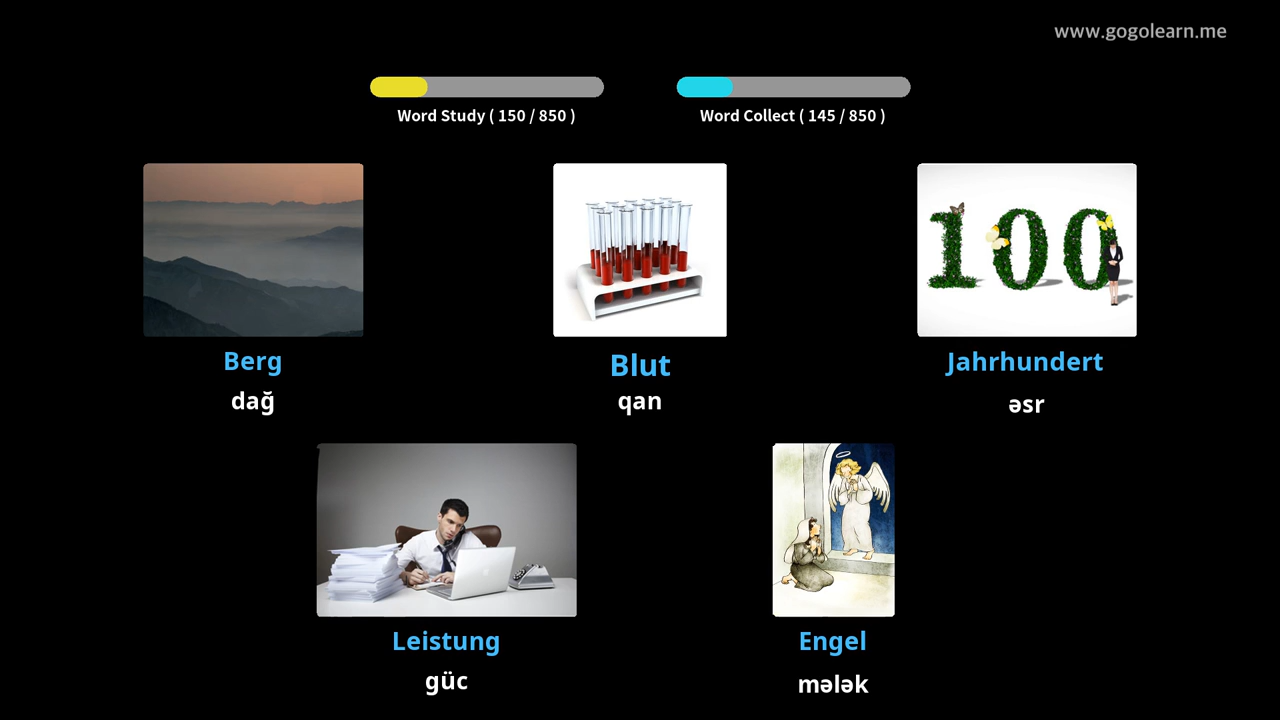 www.gogolearn.me
Word Study ( 150 / 850 )
Word Collect ( 145 / 850 )
100
Berg
Blut
Jahrhundert
dağ
qan
əsr
Leistung
Engel
güc
mələk